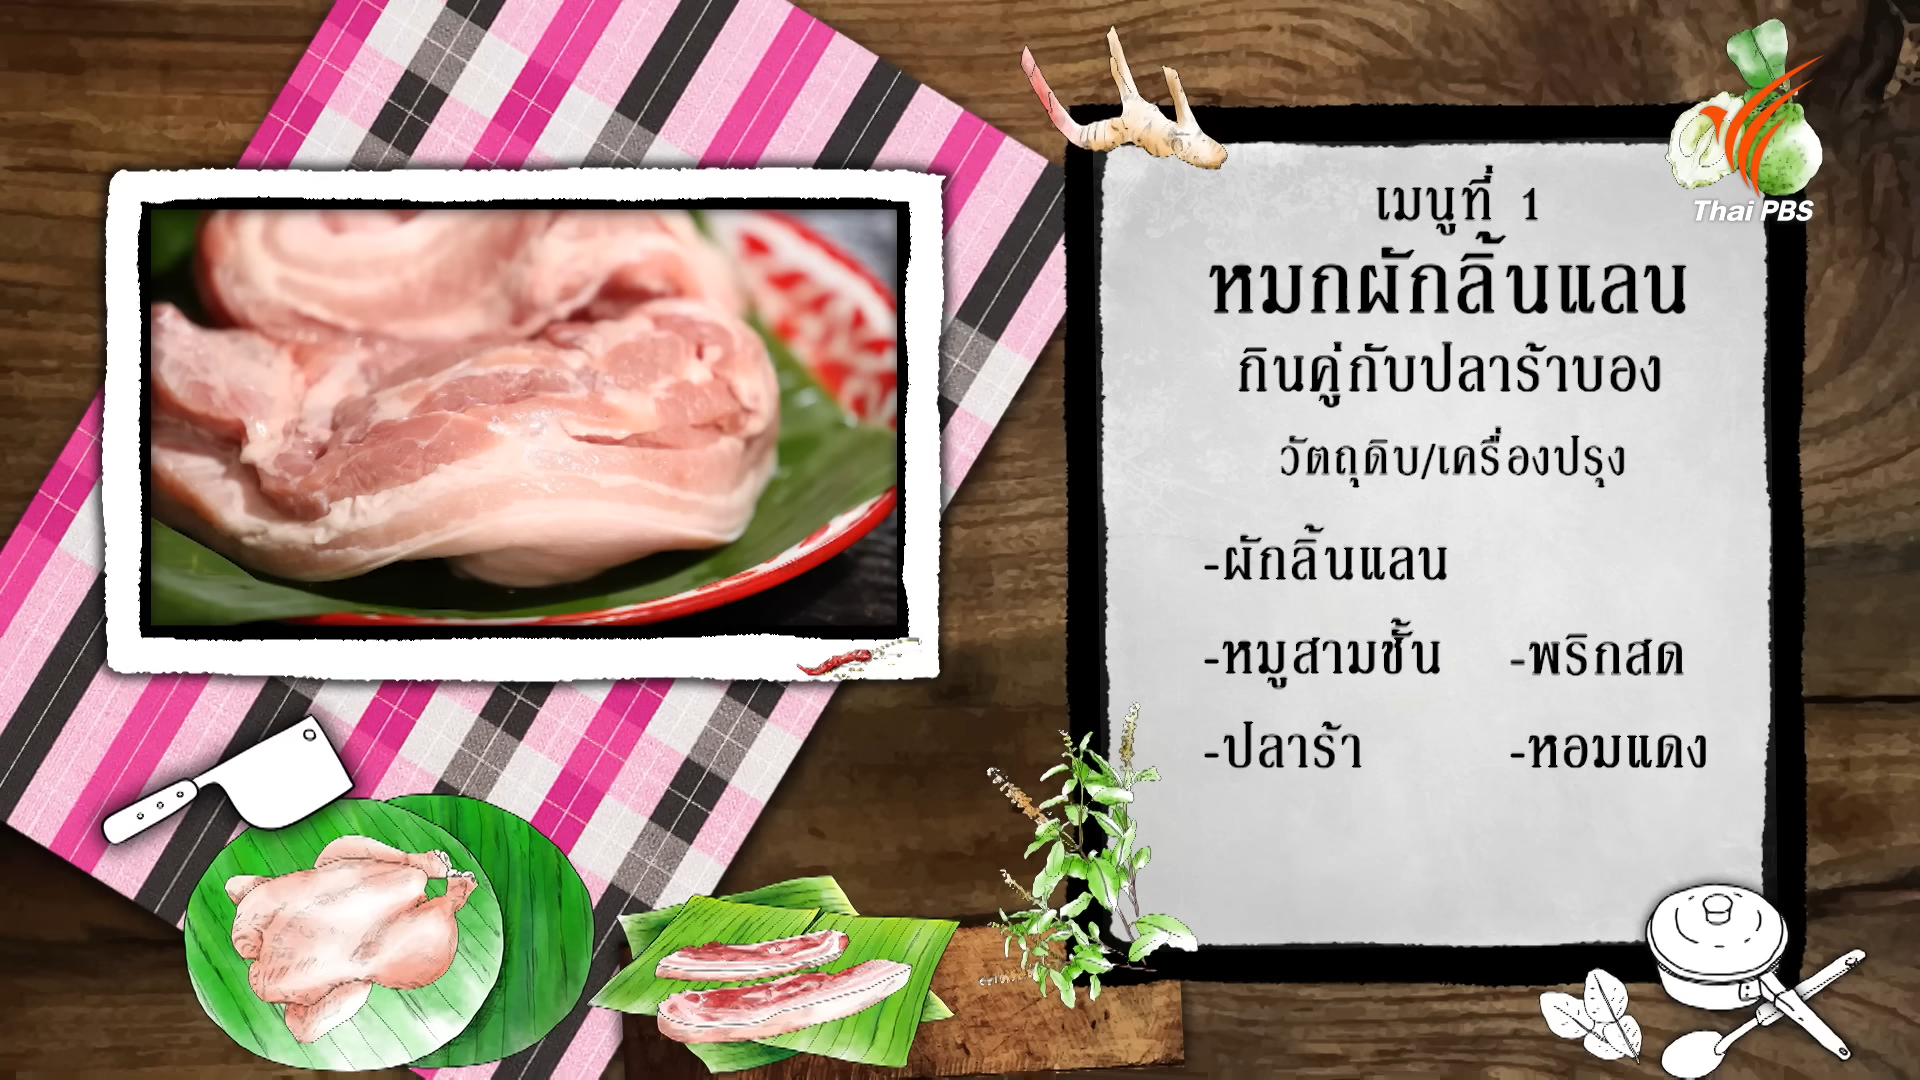 Thai PBS
เมนูที่ 1
หมกผักลิ้นแลน
กินคู่กับปลาร้าบอง
วัตถุดิบ/เครื่องปรุง
-ผักลิ้นแลน
-หมูสามชั้น -พริกสด
-ปลาร้า -หอมแดง